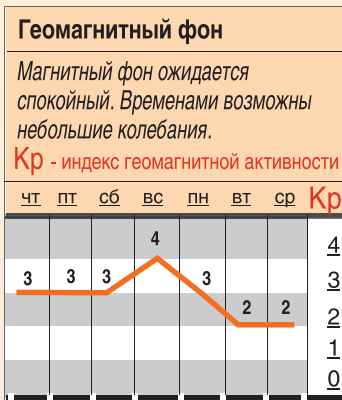 Геомагнитный фон
Магнитный фон ожидается
спокойный. Временами возможны
небольшие колебания.
Kp - индекс геомагнитной активности
чт пт сб вс пн вт ср Kp
4 4
3 3 3 3 3
2 2 2
1
0